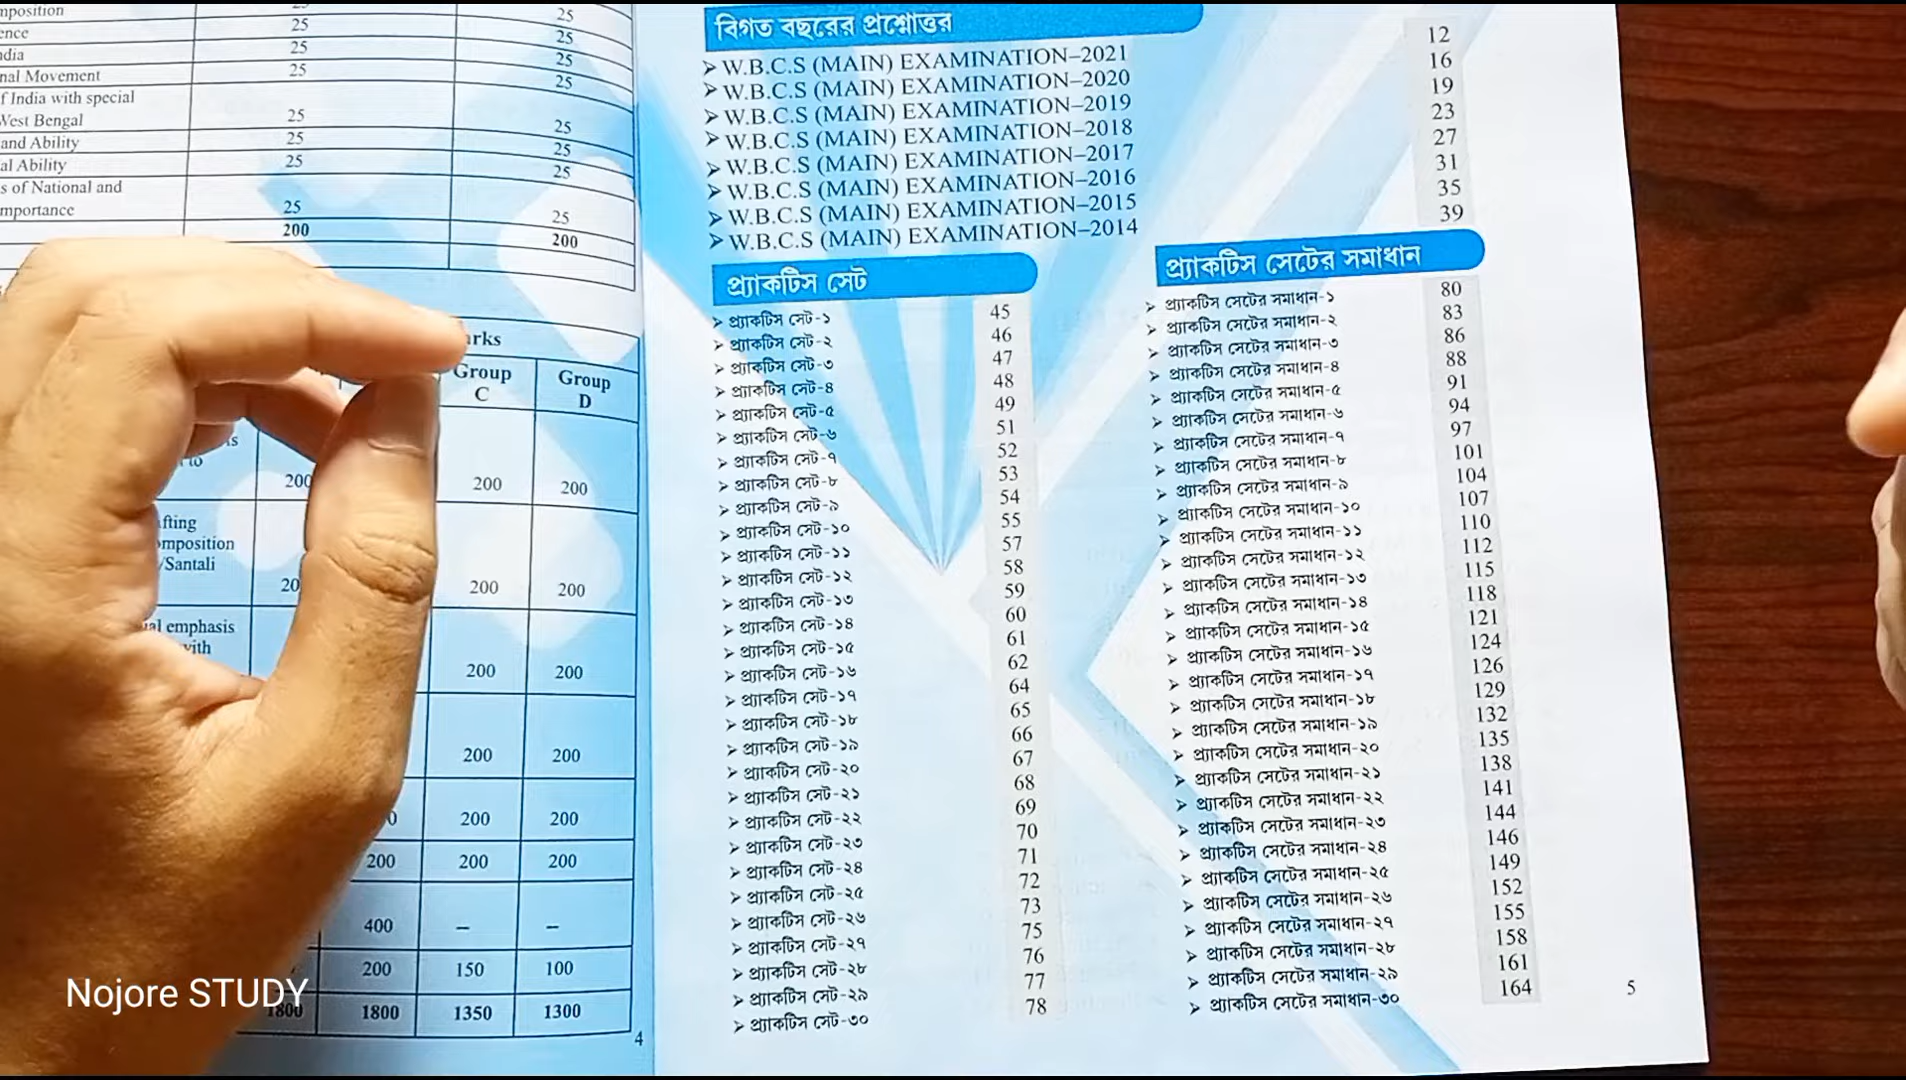 mposition 25 25
ence 25 25
ndia 25 25
nal Movement 25 25
f India with special
West Bengal 25 25
and Ability 25 25
al Ability 25 25
s of National and
mportance 25 25
200 200
arks
Group C Group D
to
200 200 200
fting
mposition
/Santali
20 200 200
ual emphasis
with
200 200
200 200
0 200 200
200 200 200
400 – –
200 150 100
1800 1800 1350 1300
4
বিগত বছরের প্রশ্নোত্তর
➢ W.B.C.S (MAIN) EXAMINATION–2021 12
➢ W.B.C.S (MAIN) EXAMINATION–2020 16
➢ W.B.C.S (MAIN) EXAMINATION–2019 19
➢ W.B.C.S (MAIN) EXAMINATION–2018 23
➢ W.B.C.S (MAIN) EXAMINATION–2017 27
➢ W.B.C.S (MAIN) EXAMINATION–2016 31
➢ W.B.C.S (MAIN) EXAMINATION–2015 35
➢ W.B.C.S (MAIN) EXAMINATION–2014 39
প্র্যাকটিস সেট
➢ প্র্যাকটিস সেট-১ 45
➢ প্র্যাকটিস সেট-২ 46
➢ প্র্যাকটিস সেট-৩ 47
➢ প্র্যাকটিস সেট-৪ 48
➢ প্র্যাকটিস সেট-৫ 49
➢ প্র্যাকটিস সেট-৬ 51
➢ প্র্যাকটিস সেট-৭ 52
➢ প্র্যাকটিস সেট-৮ 53
➢ প্র্যাকটিস সেট-৯ 54
➢ প্র্যাকটিস সেট-১০ 55
➢ প্র্যাকটিস সেট-১১ 57
➢ প্র্যাকটিস সেট-১২ 58
➢ প্র্যাকটিস সেট-১৩ 59
➢ প্র্যাকটিস সেট-১৪ 60
➢ প্র্যাকটিস সেট-১৫ 61
➢ প্র্যাকটিস সেট-১৬ 62
➢ প্র্যাকটিস সেট-১৭ 64
➢ প্র্যাকটিস সেট-১৮ 65
➢ প্র্যাকটিস সেট-১৯ 66
➢ প্র্যাকটিস সেট-২০ 67
➢ প্র্যাকটিস সেট-২১ 68
➢ প্র্যাকটিস সেট-২২ 69
➢ প্র্যাকটিস সেট-২৩ 70
➢ প্র্যাকটিস সেট-২৪ 71
➢ প্র্যাকটিস সেট-২৫ 72
➢ প্র্যাকটিস সেট-২৬ 73
➢ প্র্যাকটিস সেট-২৭ 75
➢ প্র্যাকটিস সেট-২৮ 76
➢ প্র্যাকটিস সেট-২৯ 77
➢ প্র্যাকটিস সেট-৩০ 78
প্র্যাকটিস সেটের সমাধান
➢ প্র্যাকটিস সেটের সমাধান-১ 80
➢ প্র্যাকটিস সেটের সমাধান-২ 83
➢ প্র্যাকটিস সেটের সমাধান-৩ 86
➢ প্র্যাকটিস সেটের সমাধান-৪ 88
➢ প্র্যাকটিস সেটের সমাধান-৫ 91
➢ প্র্যাকটিস সেটের সমাধান-৬ 94
➢ প্র্যাকটিস সেটের সমাধান-৭ 97
➢ প্র্যাকটিস সেটের সমাধান-৮ 101
➢ প্র্যাকটিস সেটের সমাধান-৯ 104
➢ প্র্যাকটিস সেটের সমাধান-১০ 107
➢ প্র্যাকটিস সেটের সমাধান-১১ 110
➢ প্র্যাকটিস সেটের সমাধান-১২ 112
➢ প্র্যাকটিস সেটের সমাধান-১৩ 115
➢ প্র্যাকটিস সেটের সমাধান-১৪ 118
➢ প্র্যাকটিস সেটের সমাধান-১৫ 121
➢ প্র্যাকটিস সেটের সমাধান-১৬ 124
➢ প্র্যাকটিস সেটের সমাধান-১৭ 126
➢ প্র্যাকটিস সেটের সমাধান-১৮ 129
➢ প্র্যাকটিস সেটের সমাধান-১৯ 132
➢ প্র্যাকটিস সেটের সমাধান-২০ 135
➢ প্র্যাকটিস সেটের সমাধান-২১ 138
➢ প্র্যাকটিস সেটের সমাধান-২২ 141
➢ প্র্যাকটিস সেটের সমাধান-২৩ 144
➢ প্র্যাকটিস সেটের সমাধান-২৪ 146
➢ প্র্যাকটিস সেটের সমাধান-২৫ 149
➢ প্র্যাকটিস সেটের সমাধান-২৬ 152
➢ প্র্যাকটিস সেটের সমাধান-২৭ 155
➢ প্র্যাকটিস সেটের সমাধান-২৮ 158
➢ প্র্যাকটিস সেটের সমাধান-২৯ 161
➢ প্র্যাকটিস সেটের সমাধান-৩০ 164
5
Nojore STUDY